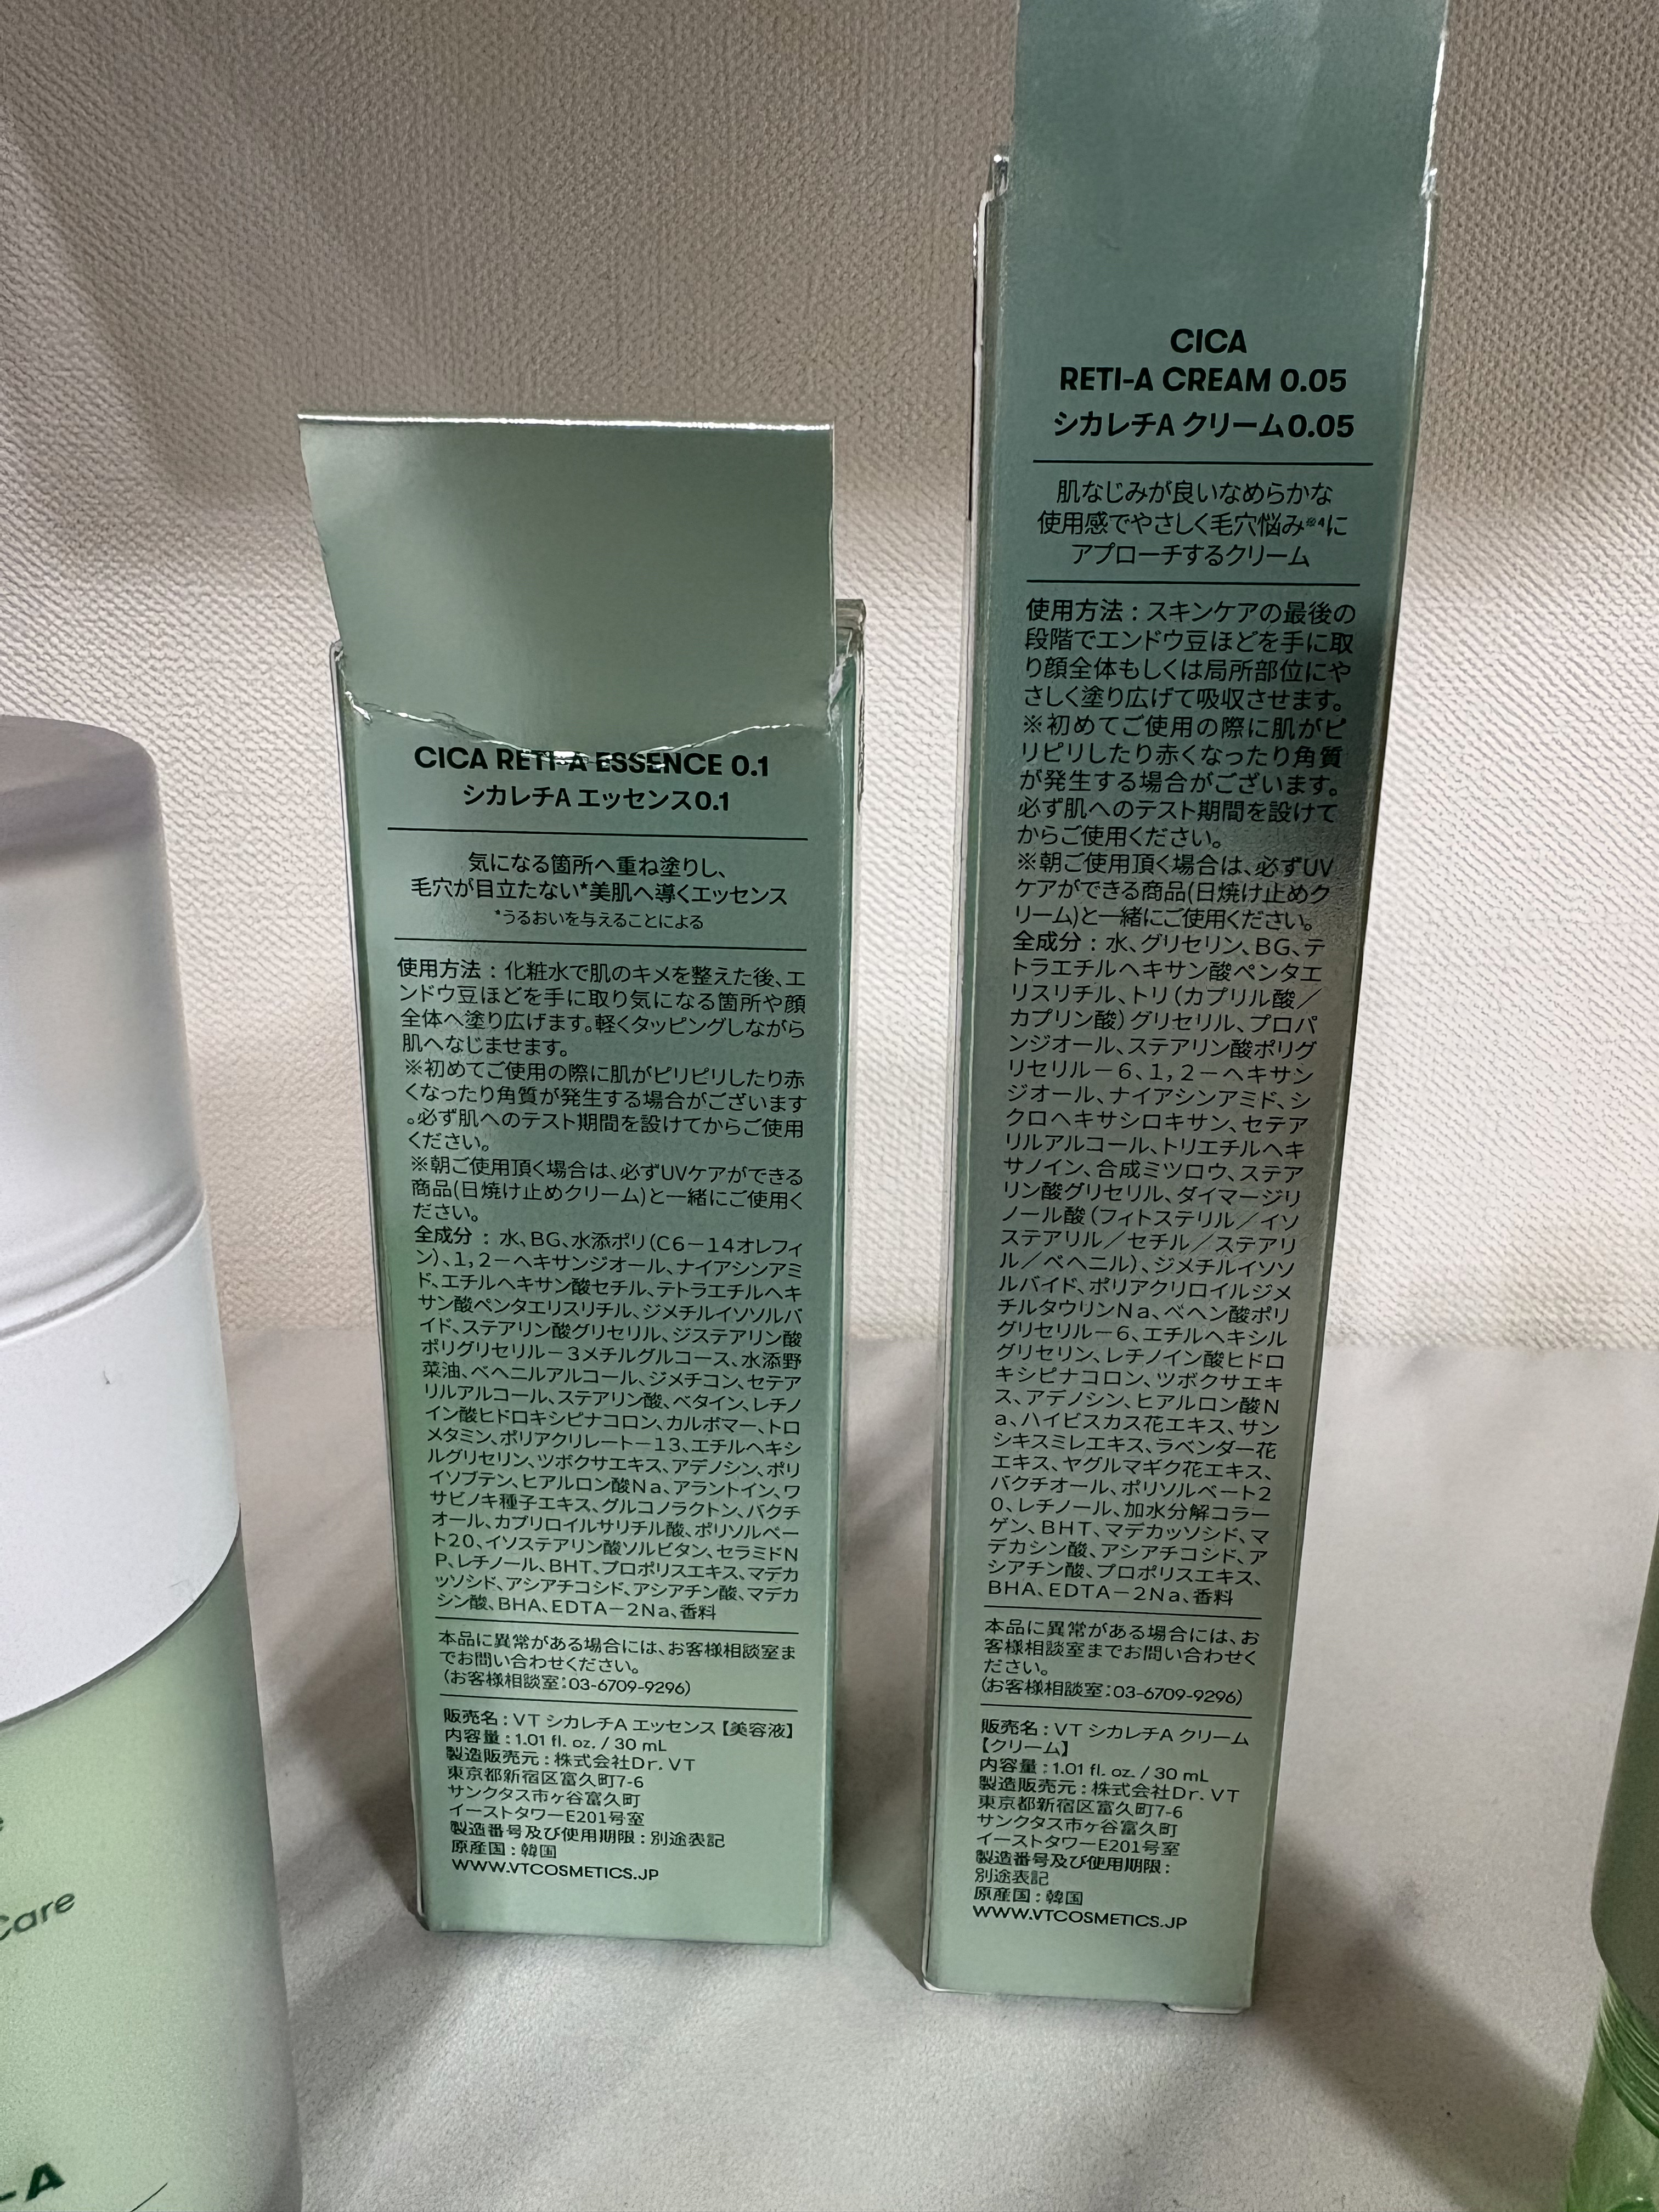 CICA RETI-A ESSENCE 0.1
シカレチA エッセンス0.1
気になる箇所へ重ね塗りし、
毛穴が目立たない*美肌へ導くエッセンス
*うるおいを与えることによる
使用方法：化粧水で肌のキメを整えた後、エ
ンドウ豆ほどを手に取り気になる箇所や顔
全体へ塗り広げます。軽くタッピングしながら
肌へなじませます。
※初めてご使用の際に肌がピリピリしたり赤
くなったり角質が発生する場合がございます
。必ず肌へのテスト期間を設けてからご使用
ください。
※朝ご使用頂く場合は、必ずUVケアができる
商品(日焼け止めクリーム)と一緒にご使用く
ださい。
全成分：水、BG、水添ポリ（C6－14オレフィ
ン）、1,2－ヘキサンジオール、ナイアシンアミ
ド、エチルヘキサン酸セチル、テトラエチルヘキ
サン酸ペンタエリスリチル、ジメチルイソソルバ
イド、ステアリン酸グリセリル、ジステアリン酸
ポリグリセリル－3メチルグルコース、水添野
菜油、ベヘニルアルコール、ジメチコン、セテア
リルアルコール、ステアリン酸、ベタイン、レチノ
イン酸ヒドロキシピナコロン、カルボマー、トロ
メタミン、ポリアクリレート－13、エチルヘキシ
ルグリセリン、ツボクサエキス、アデノシン、ポリ
イソブテン、ヒアルロン酸Na、アラントイン、ワ
サビノキ種子エキス、グルコノラクトン、バクチ
オール、カプリロイルサリチル酸、ポリソルベー
ト20、イソステアリン酸ソルビタン、セラミドN
P、レチノール、BHT、プロポリスエキス、マデカ
ッソシド、アシアチコシド、アシアチン酸、マデカ
シン酸、BHA、EDTA－2Na、香料
本品に異常がある場合には、お客様相談室ま
でお問い合わせください。
（お客様相談室：03-6709-9296）
販売名：VT シカレチA エッセンス【美容液】
内容量：1.01 fl. oz. / 30 mL
製造販売元：株式会社Dr. VT
東京都新宿区富久町7-6
サンクタス市ヶ谷富久町
イーストタワーE201号室
製造番号及び使用期限：別途表記
原産国：韓国
WWW.VTCOSMETICS.JP
CICA
RETI-A CREAM 0.05
シカレチA クリーム0.05
肌なじみが良いなめらかな
使用感でやさしく毛穴悩み※4に
アプローチするクリーム
使用方法：スキンケアの最後の
段階でエンドウ豆ほどを手に取
り顔全体もしくは局所部位にや
さしく塗り広げて吸収させます。
※初めてご使用の際に肌がピ
リピリしたり赤くなったり角質
が発生する場合がございます。
必ず肌へのテスト期間を設けて
からご使用ください。
※朝ご使用頂く場合は、必ずUV
ケアができる商品(日焼け止めク
リーム)と一緒にご使用ください。
全成分：水、グリセリン、BG、テ
トラエチルヘキサン酸ペンタエ
リスリチル、トリ（カプリル酸／
カプリン酸）グリセリル、プロパ
ンジオール、ステアリン酸ポリグ
リセリル－6、1,2－ヘキサン
ジオール、ナイアシンアミド、シ
クロヘキサシロキサン、セテア
リルアルコール、トリエチルヘキ
サノイン、合成ミツロウ、ステア
リン酸グリセリル、ダイマージリ
ノール酸（フィトステリル／イソ
ステアリル／セチル／ステアリ
ル／ベヘニル）、ジメチルイソソ
ルバイド、ポリアクリロイルジメ
チルタウリンNa、ベヘン酸ポリ
グリセリル－6、エチルヘキシル
グリセリン、レチノイン酸ヒドロ
キシピナコロン、ツボクサエキ
ス、アデノシン、ヒアルロン酸N
a、ハイビスカス花エキス、サン
シキスミレエキス、ラベンダー花
エキス、ヤグルマギク花エキス、
バクチオール、ポリソルベート2
0、レチノール、加水分解コラー
ゲン、BHT、マデカッソシド、マ
デカシン酸、アシアチコシド、ア
シアチン酸、プロポリスエキス、
BHA、EDTA－2Na、香料
本品に異常がある場合には、お
客様相談室までお問い合わせく
ださい。
（お客様相談室：03-6709-9296）
販売名：VT シカレチA クリーム
【クリーム】
内容量：1.01 fl. oz. / 30 mL
製造販売元：株式会社Dr. VT
東京都新宿区富久町7-6
サンクタス市ヶ谷富久町
イーストタワーE201号室
製造番号及び使用期限：
別途表記
原産国：韓国
WWW.VTCOSMETICS.JP
Care
-A